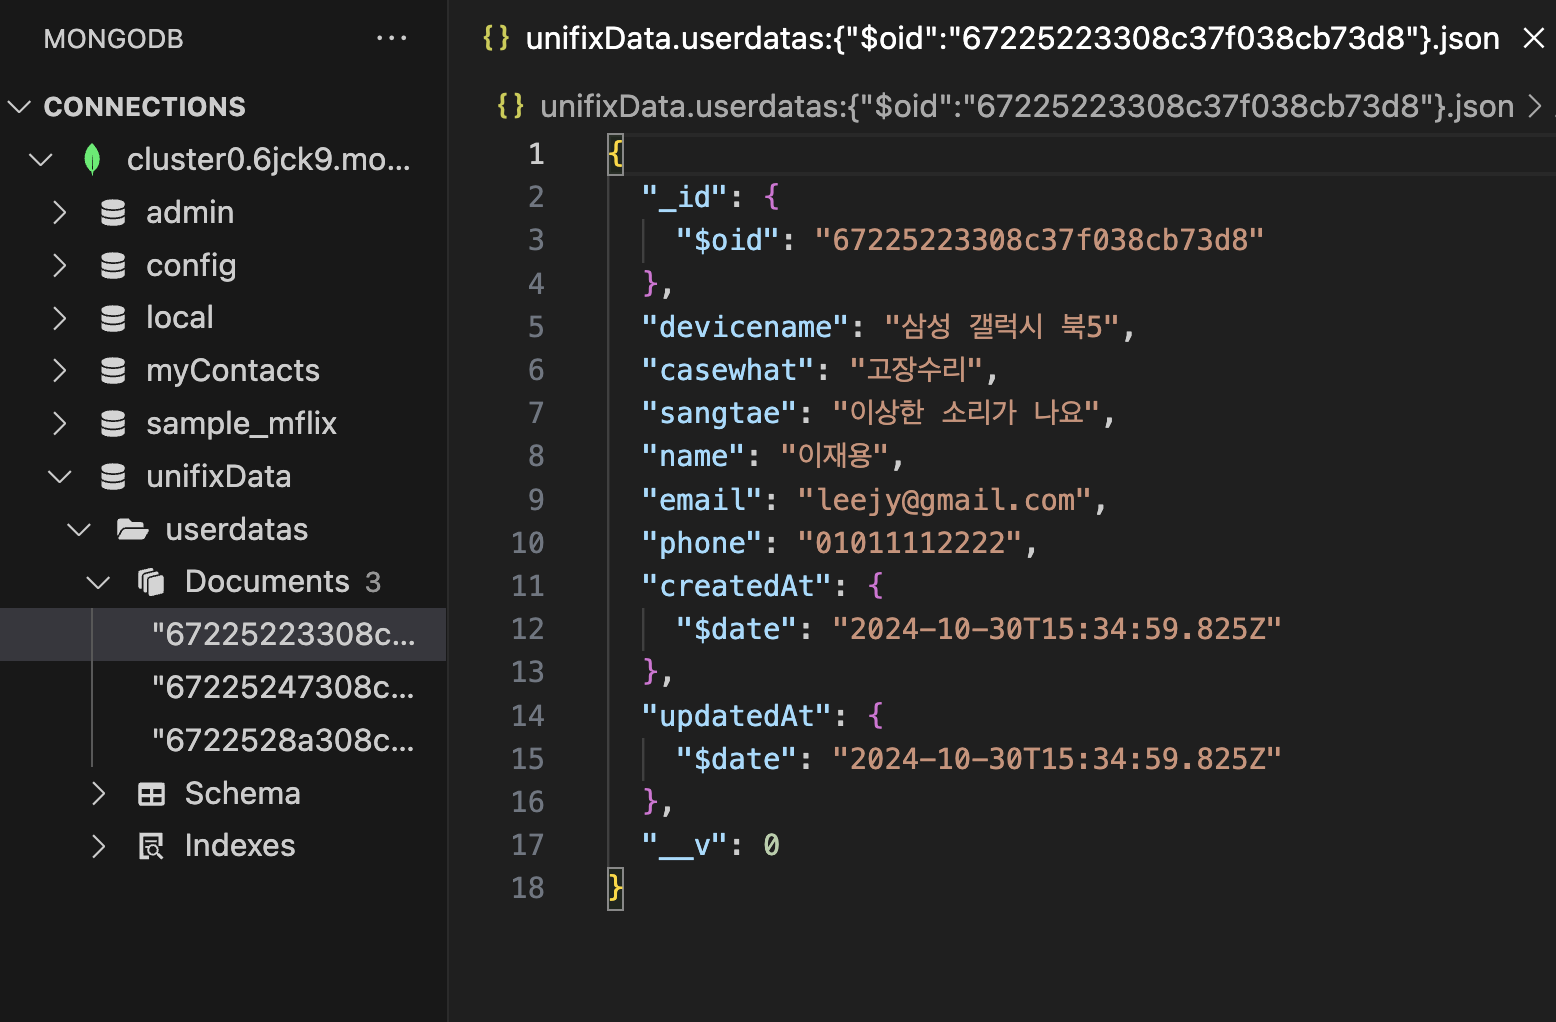 MONGODB ···
CONNECTIONS
cluster0.6jck9.mo...
admin
config
local
myContacts
sample_mflix
unifixData
userdatas
Documents 3
"67225223308c...
"67225247308c...
"6722528a308c...
Schema
Indexes
{} unifixData.userdatas:{"$oid":"67225223308c37f038cb73d8"}.json
{} unifixData.userdatas:{"$oid":"67225223308c37f038cb73d8"}.json
1 {
2 "_id": {
3 "$oid": "67225223308c37f038cb73d8"
4 },
5 "devicename": "삼성 갤럭시 북5",
6 "casewhat": "고장수리",
7 "sangtae": "이상한 소리가 나요",
8 "name": "이재용",
9 "email": "leejy@gmail.com",
10 "phone": "01011112222",
11 "createdAt": {
12 "$date": "2024-10-30T15:34:59.825Z"
13 },
14 "updatedAt": {
15 "$date": "2024-10-30T15:34:59.825Z"
16 },
17 "__v": 0
18 }